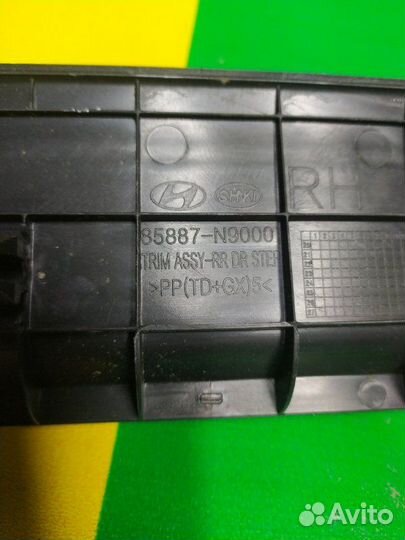 RH
85887-N9000
TRIM ASSY-RR DR STEP
>PP(TD+GX)5<
Avito